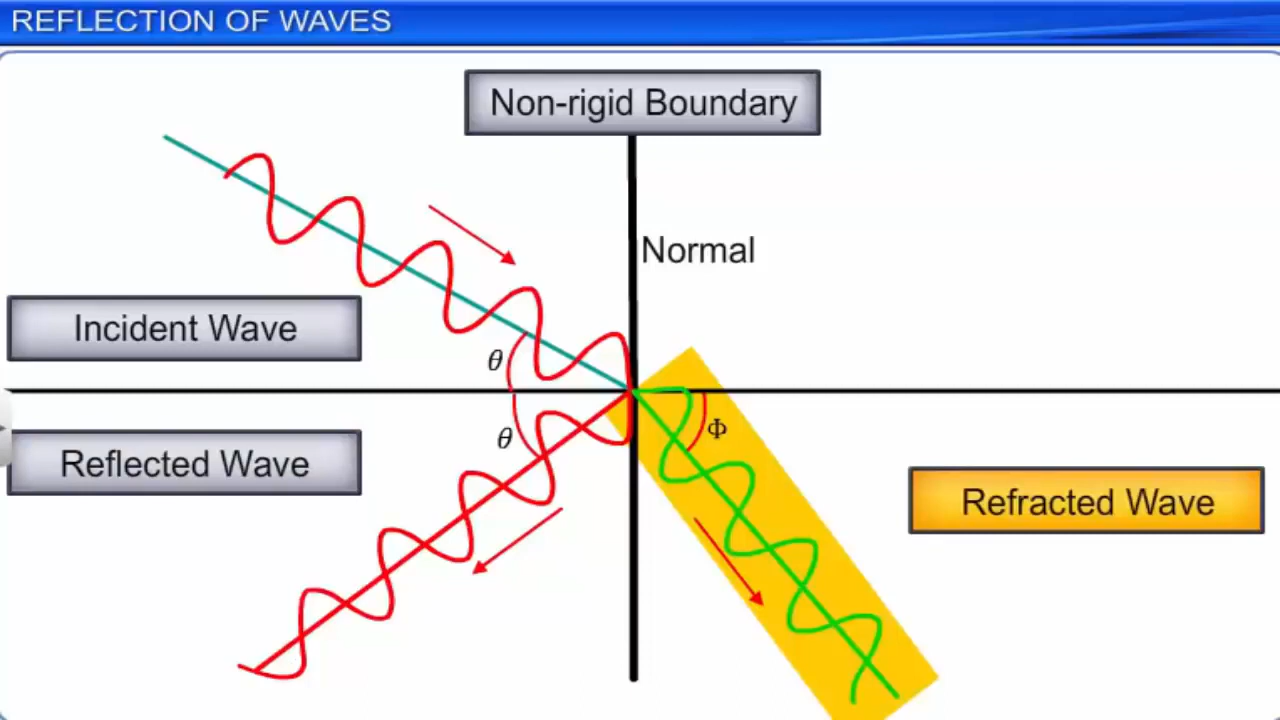 REFLECTION OF WAVES
Non-rigid Boundary
Normal
Incident Wave
θ
θ
Φ
Reflected Wave
Refracted Wave